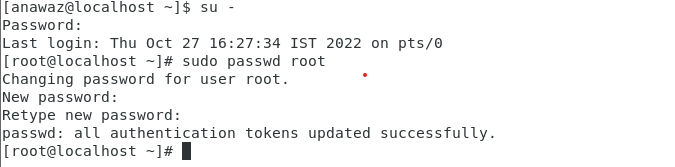 [anawaz@localhost ~]$ su -
Password:
Last login: Thu Oct 27 16:27:34 IST 2022 on pts/0
[root@localhost ~]# sudo passwd root
Changing password for user root.
New password:
Retype new password:
passwd: all authentication tokens updated successfully.
[root@localhost ~]#